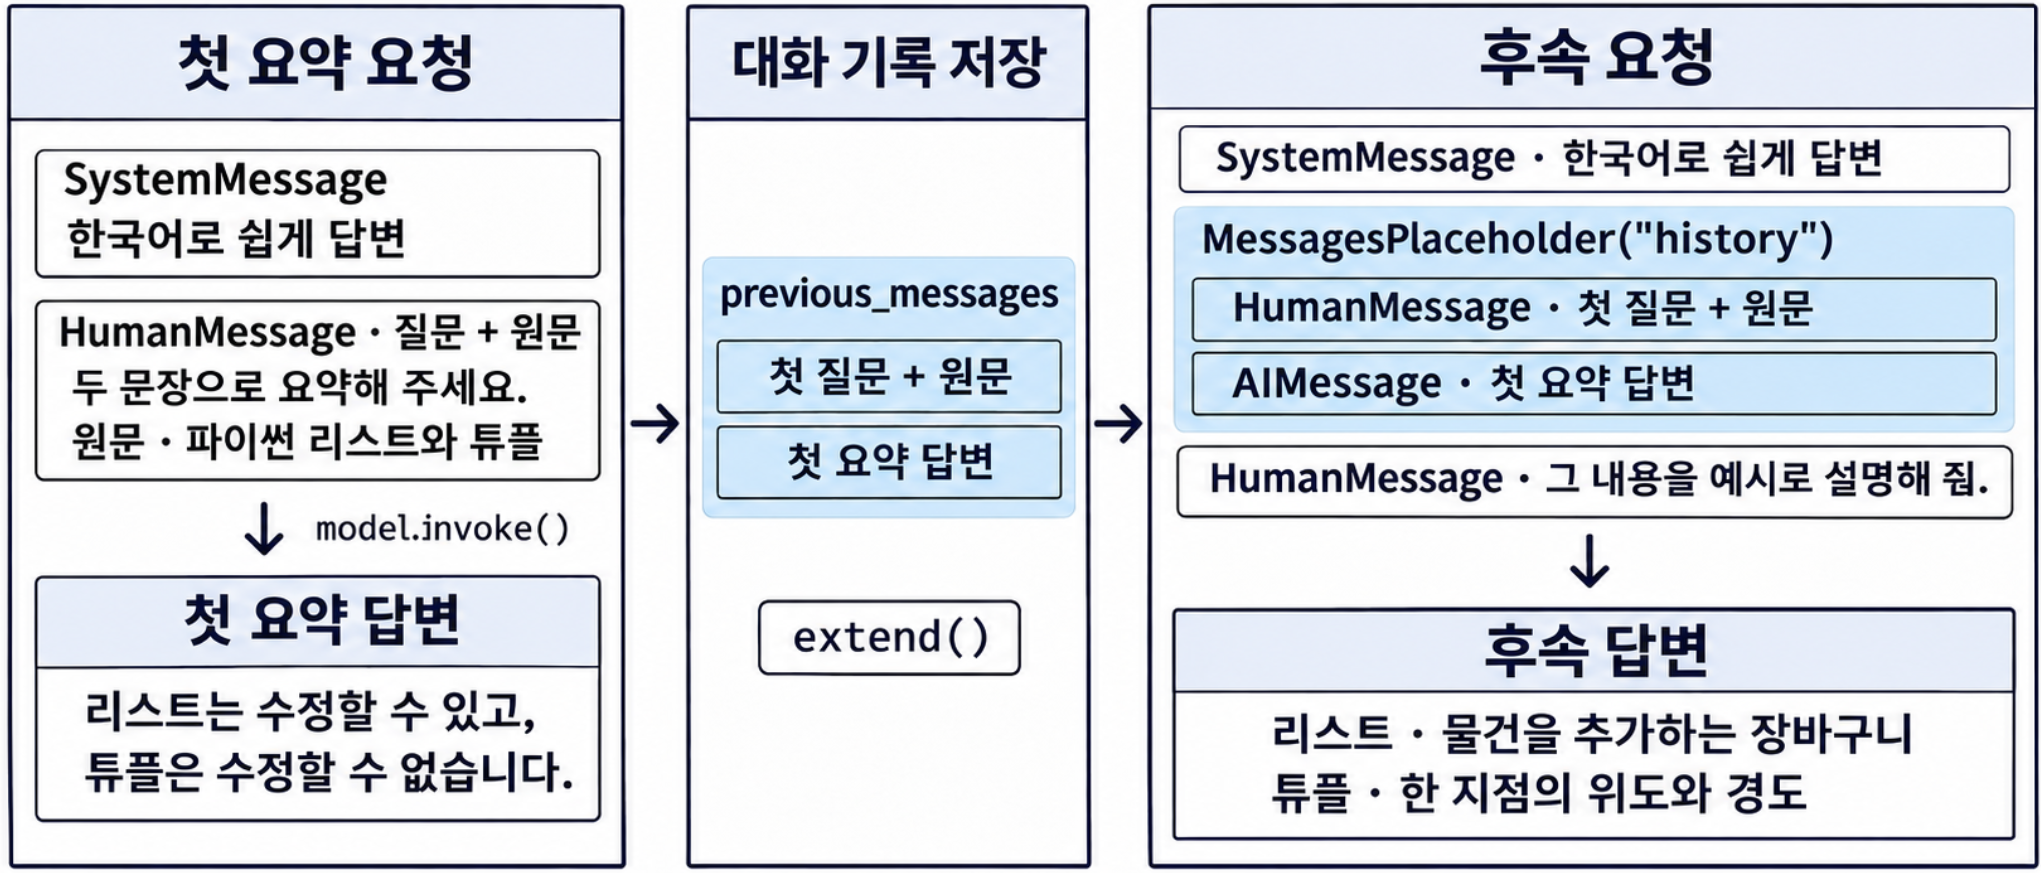 첫 요약 요청
SystemMessage
한국어로 쉽게 답변
HumanMessage · 질문 + 원문
두 문장으로 요약해 주세요.
원문 · 파이썬 리스트와 튜플
model.invoke()
첫 요약 답변
리스트는 수정할 수 있고,
튜플은 수정할 수 없습니다.
대화 기록 저장
previous_messages
첫 질문 + 원문
첫 요약 답변
extend()
후속 요청
SystemMessage · 한국어로 쉽게 답변
MessagesPlaceholder("history")
HumanMessage · 첫 질문 + 원문
AIMessage · 첫 요약 답변
HumanMessage · 그 내용을 예시로 설명해 줘.
후속 답변
리스트 · 물건을 추가하는 장바구니
튜플 · 한 지점의 위도와 경도